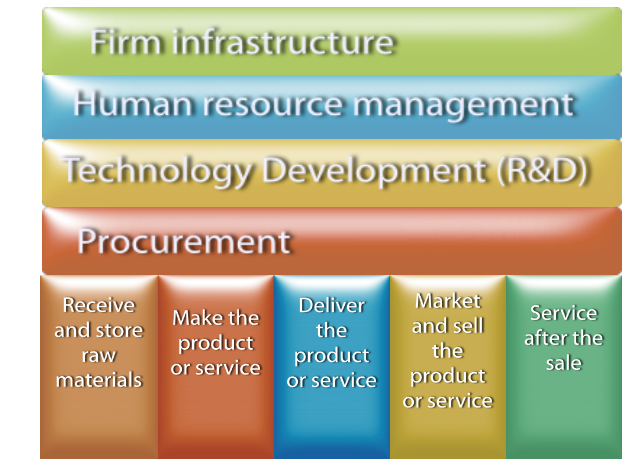 Firm infrastructure
Human resource management
Technology Development (R&D)
Procurement
Receive
and store
raw
materials
Make the
product
or service
Deliver
the
product
or service
Market
and sell
the
product
or service
Service
after the
sale